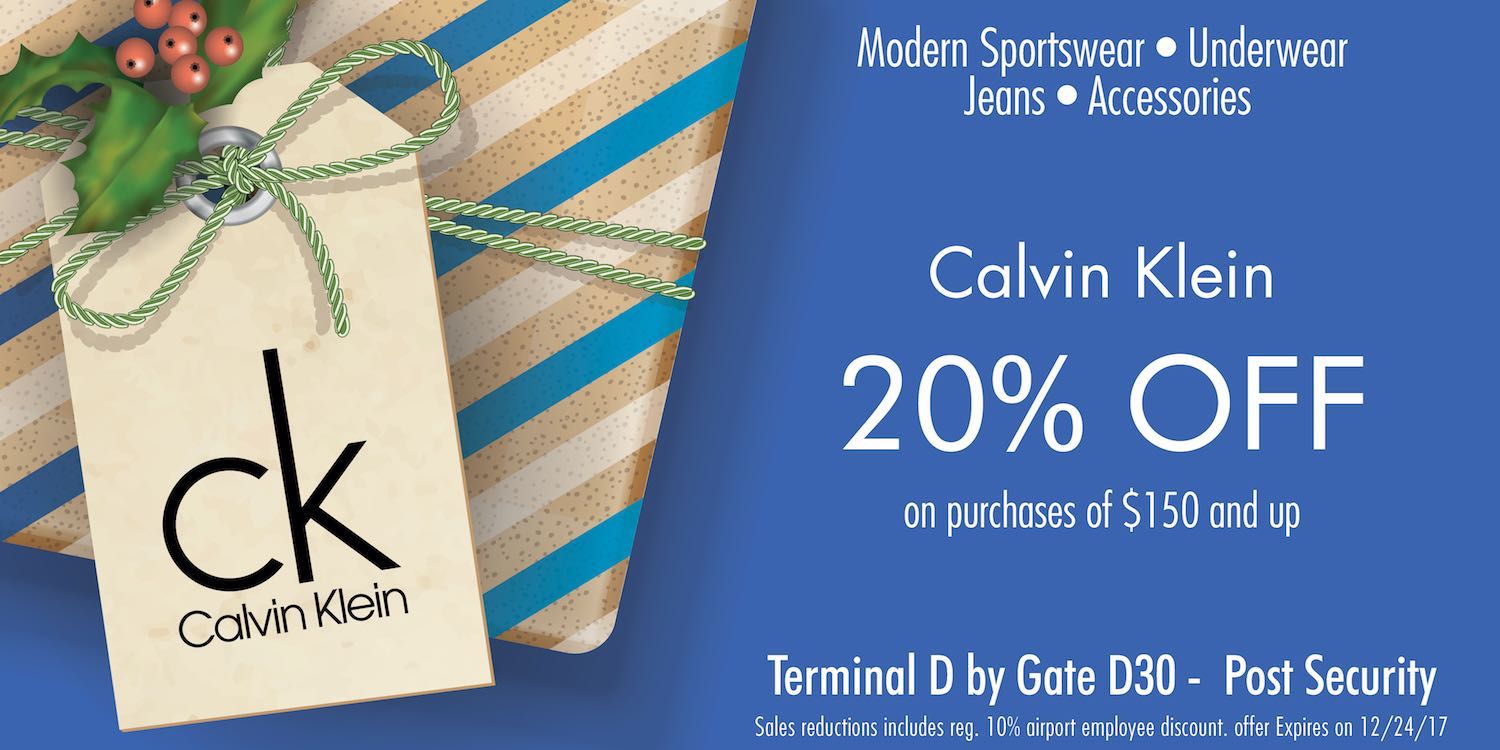 ck
Calvin Klein
Modern Sportswear • Underwear
Jeans • Accessories
Calvin Klein
20% OFF
on purchases of $150 and up
Terminal D by Gate D30 - Post Security
Sales reductions includes reg. 10% airport employee discount. offer Expires on 12/24/17